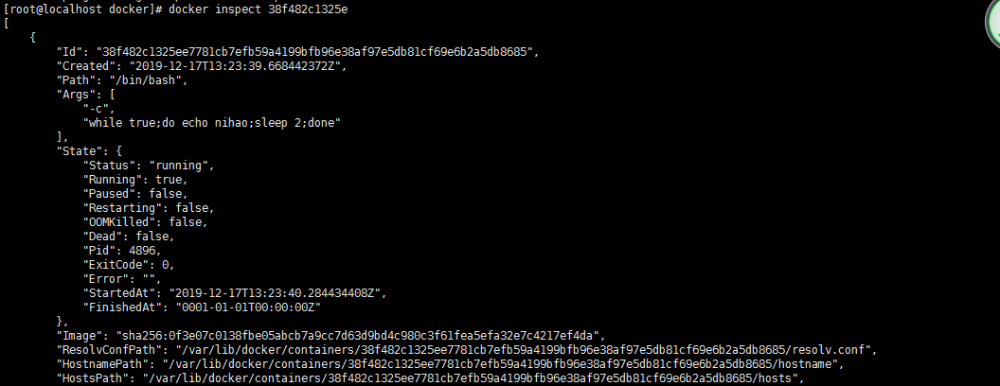 [root@localhost docker]# docker inspect 38f482c1325e
[
    {
        "Id": "38f482c1325ee7781cb7efb59a4199bfb96e38af97e5db81cf69e6b2a5db8685",
        "Created": "2019-12-17T13:23:39.668442372Z",
        "Path": "/bin/bash",
        "Args": [
            "-c",
            "while true;do echo nihao;sleep 2;done"
        ],
        "State": {
            "Status": "running",
            "Running": true,
            "Paused": false,
            "Restarting": false,
            "OOMKilled": false,
            "Dead": false,
            "Pid": 4896,
            "ExitCode": 0,
            "Error": "",
            "StartedAt": "2019-12-17T13:23:40.284434408Z",
            "FinishedAt": "0001-01-01T00:00:00Z"
        },
        "Image": "sha256:0f3e07c0138fbe05abcb7a9cc7d63d9bd4c980c3f61fea5efa32e7c4217ef4da",
        "ResolvConfPath": "/var/lib/docker/containers/38f482c1325ee7781cb7efb59a4199bfb96e38af97e5db81cf69e6b2a5db8685/resolv.conf",
        "HostnamePath": "/var/lib/docker/containers/38f482c1325ee7781cb7efb59a4199bfb96e38af97e5db81cf69e6b2a5db8685/hostname",
        "HostsPath": "/var/lib/docker/containers/38f482c1325ee7781cb7efb59a4199bfb96e38af97e5db81cf69e6b2a5db8685/hosts",